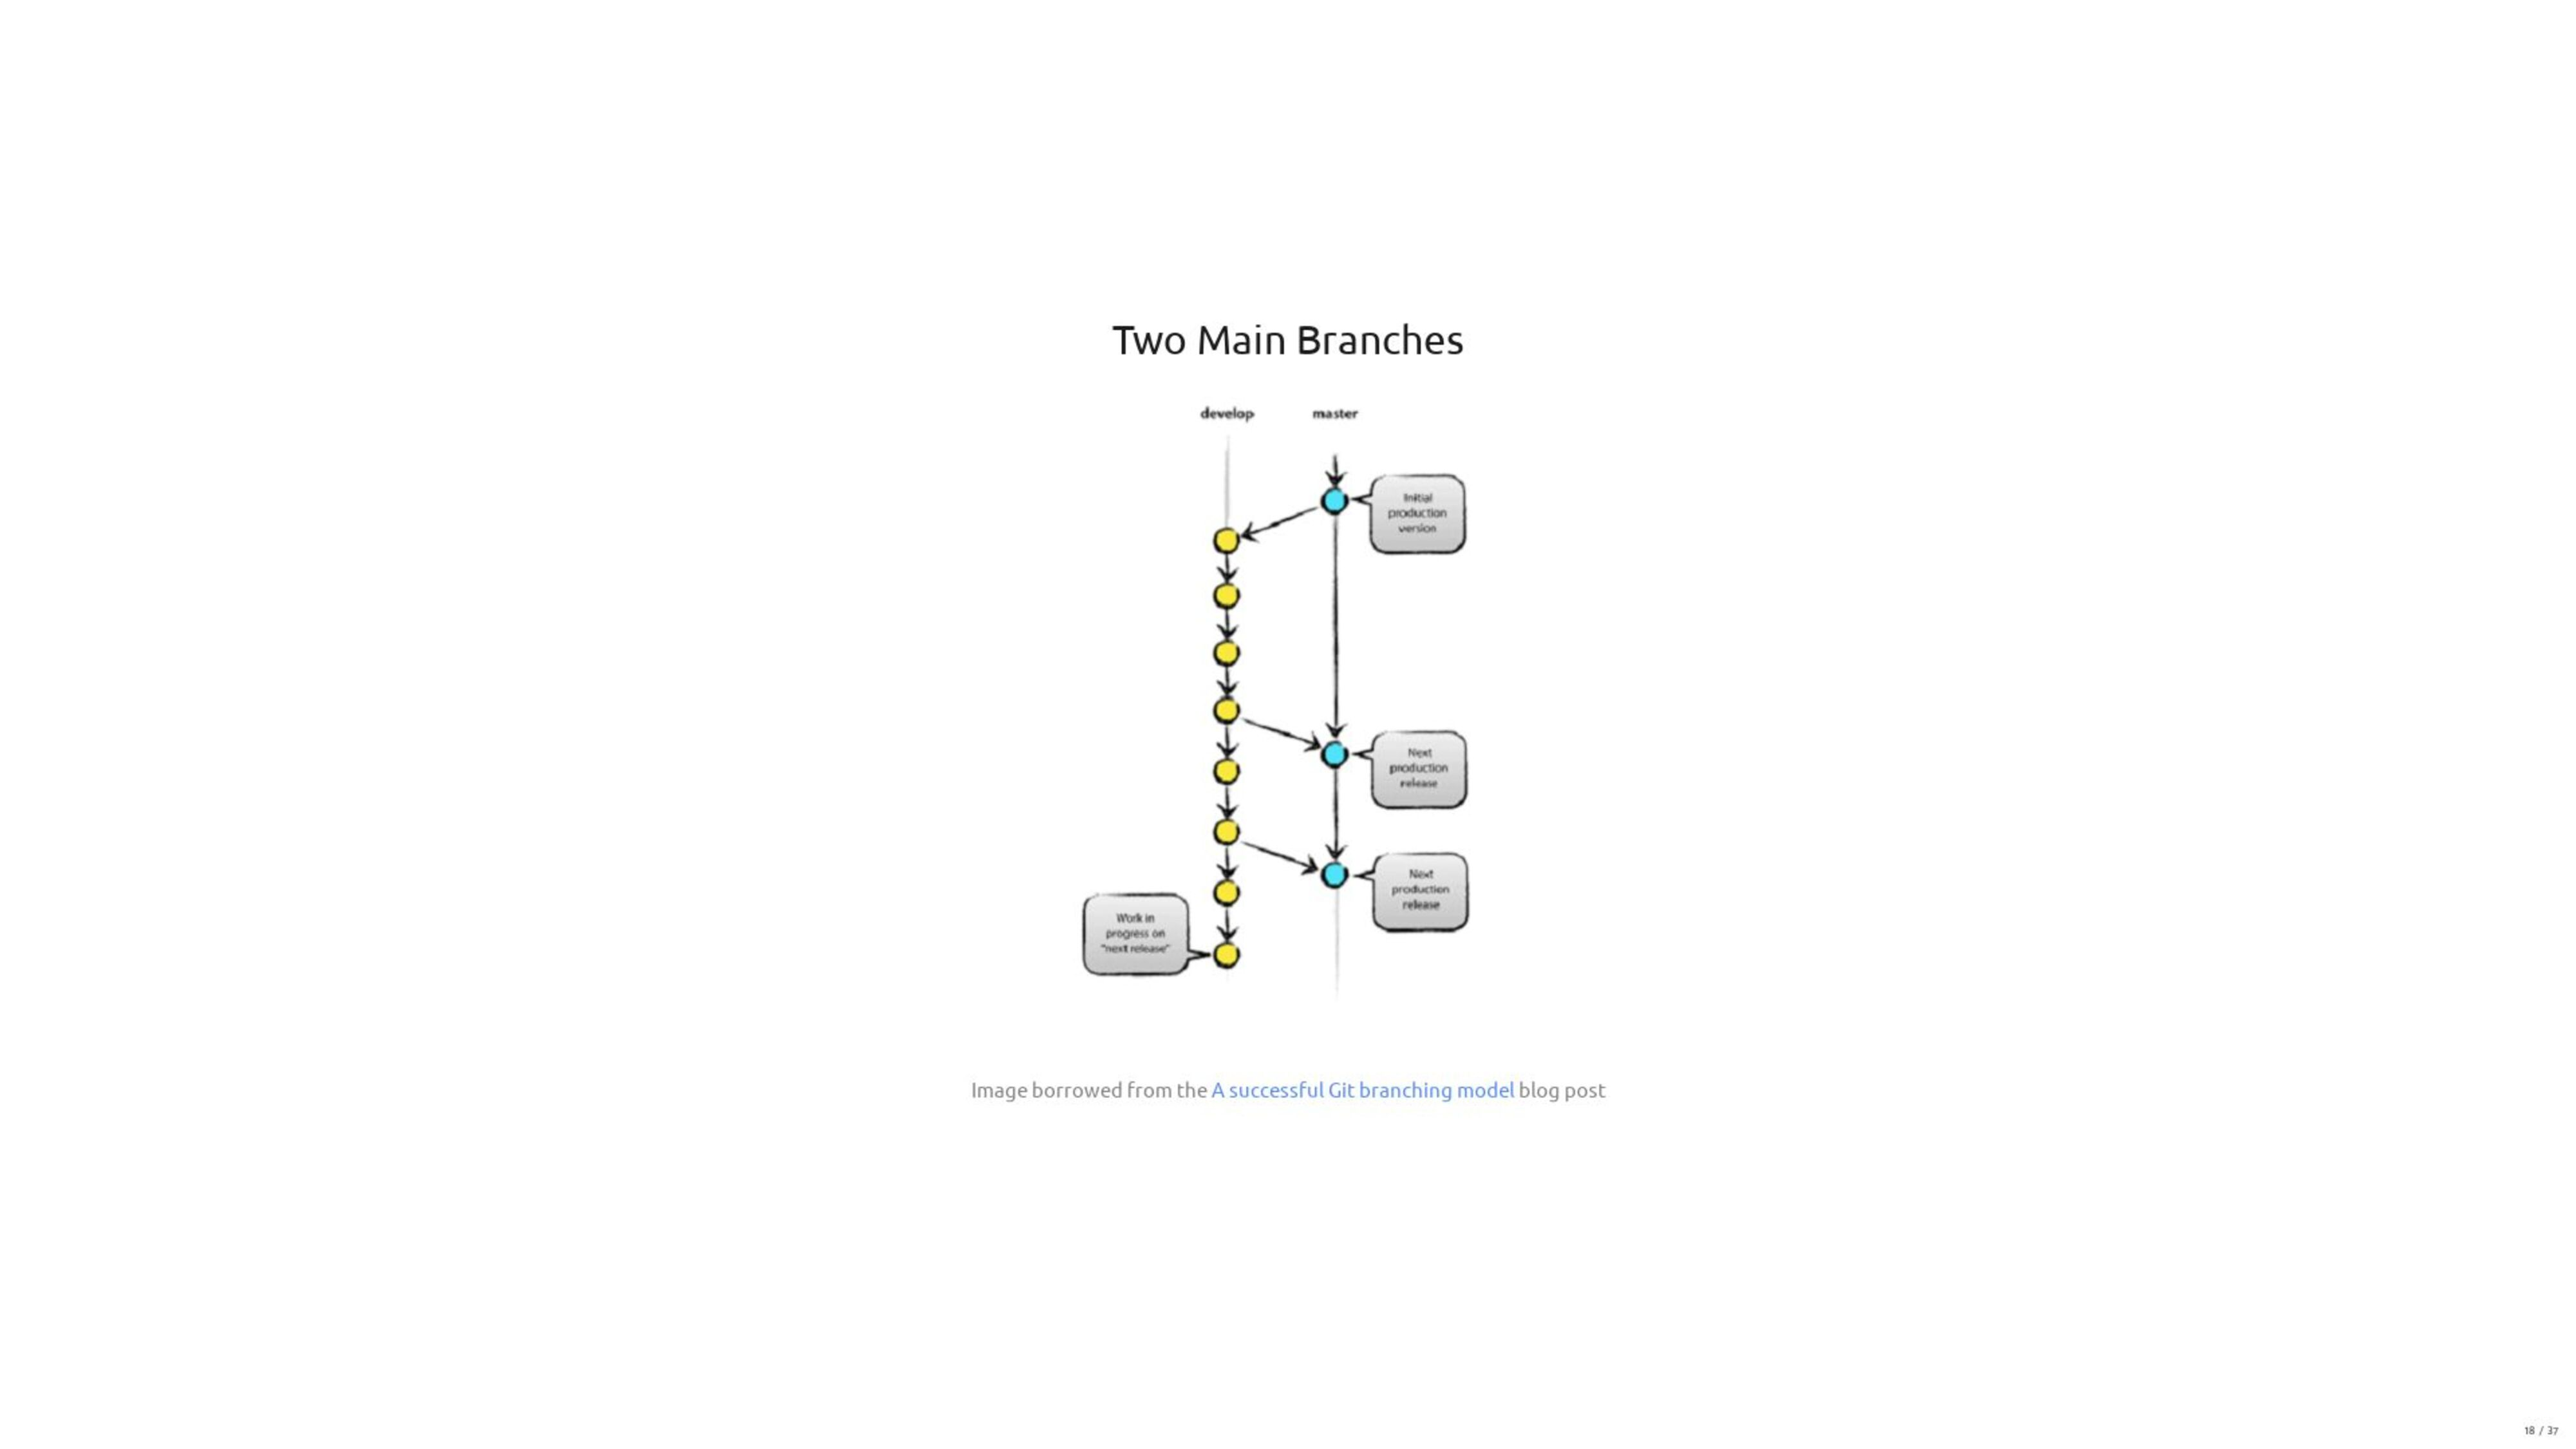 Two Main Branches
develop master
Initial
production
version
Next
production
release
Next
production
release
Work in
progress on
"next release"
Image borrowed from the A successful Git branching model blog post
18 / 37